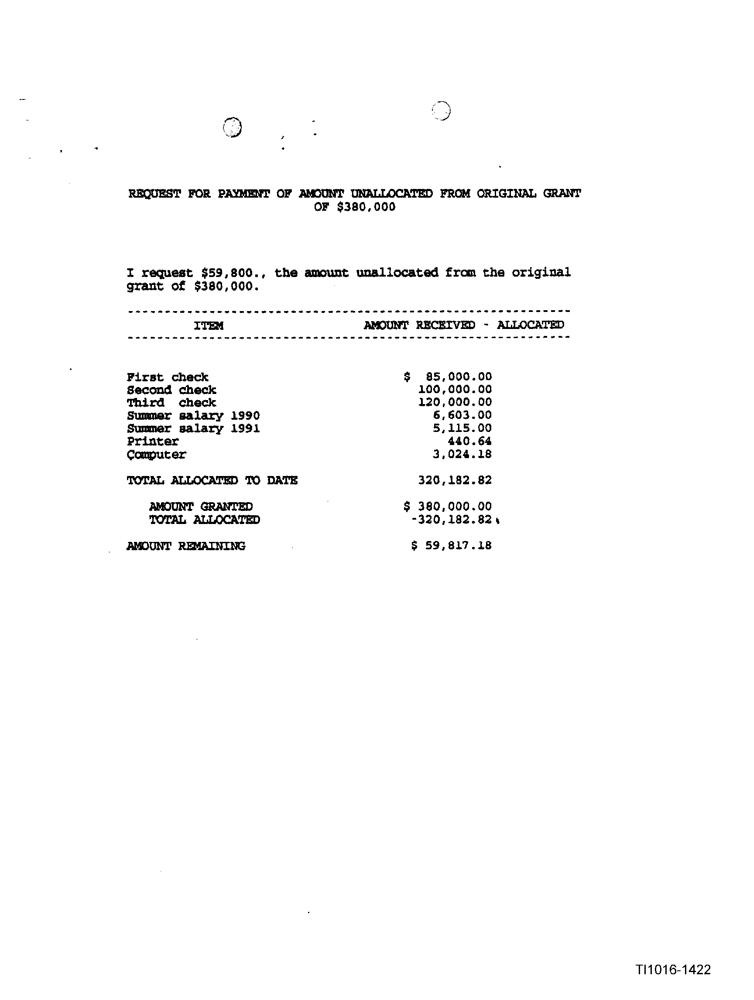 REQUEST FOR PAYMENT OF AMOUNT UNALLOCATED FROM ORIGINAL GRANT
OF $380,000
I request $59,800., the amount unallocated from the original
grant of $380,000.
ITEM AMOUNT RECEIVED - ALLOCATED
First check $ 85,000.00
Second check 100,000.00
Third check 120,000.00
Summer salary 1990 6,603.00
Summer salary 1991 5,115.00
Printer 440.64
Computer 3,024.18
TOTAL ALLOCATED TO DATE 320,182.82
AMOUNT GRANTED $ 380,000.00
TOTAL ALLOCATED -320,182.82
AMOUNT REMAINING $ 59,817.18
TI1016-1422